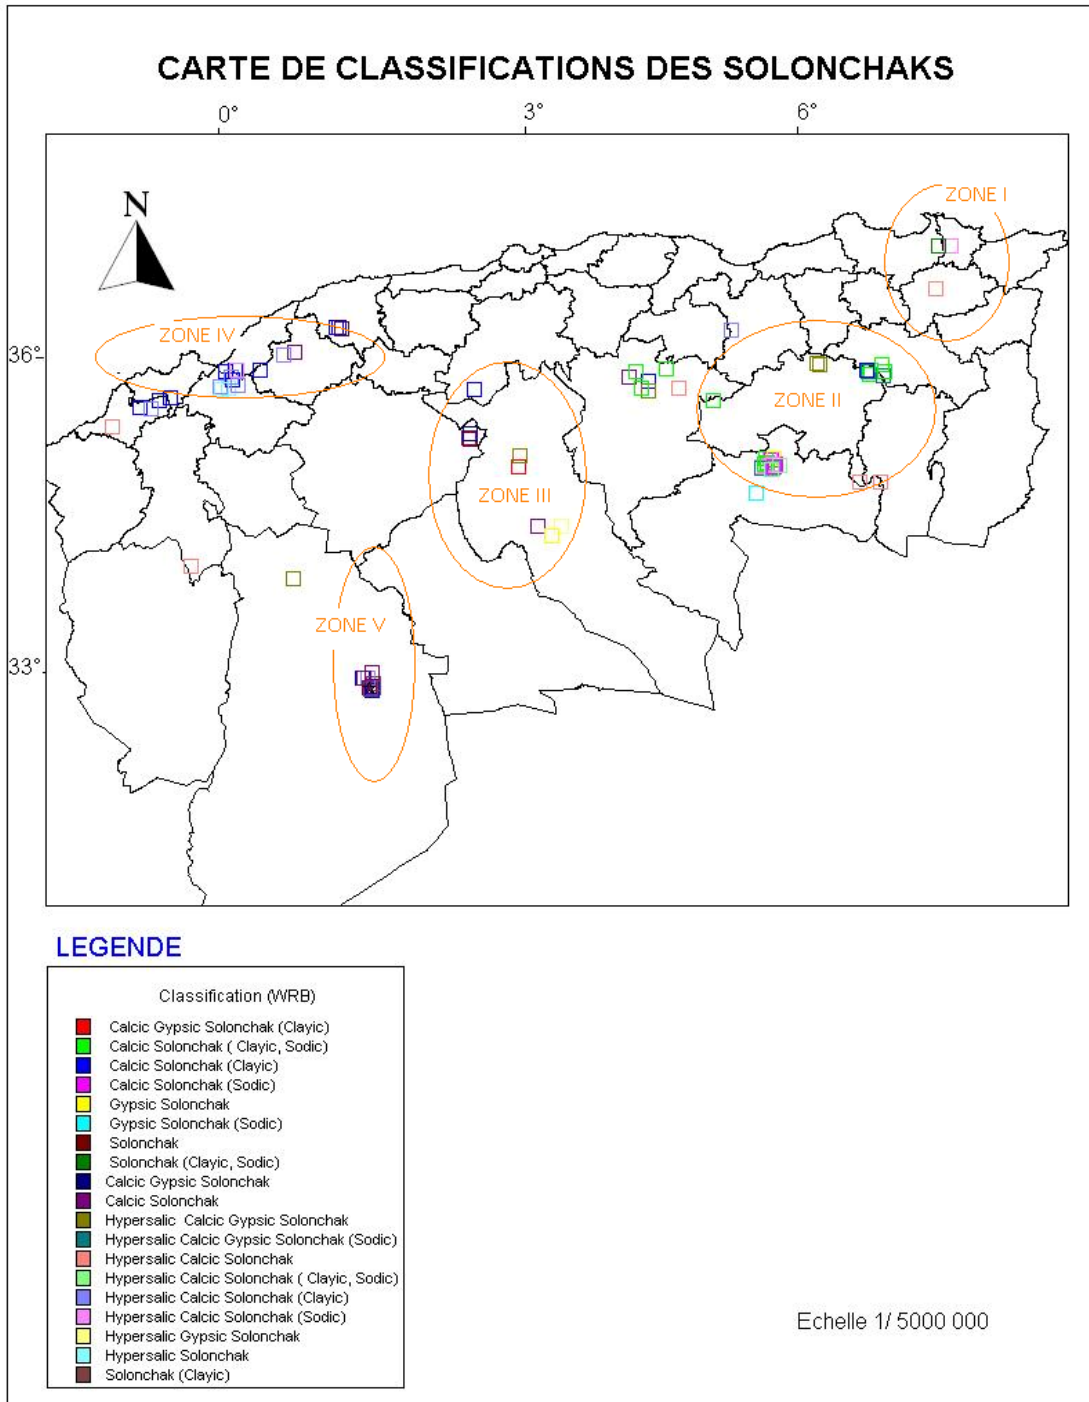 CARTE DE CLASSIFICATIONS DES SOLONCHAKS
0° 3° 6°
N
ZONE I
ZONE IV
36°
ZONE II
ZONE III
ZONE V
33°
LEGENDE
Classification (WRB)
Calcic Gypsic Solonchak (Clayic)
Calcic Solonchak ( Clayic, Sodic)
Calcic Solonchak (Clayic)
Calcic Solonchak (Sodic)
Gypsic Solonchak
Gypsic Solonchak (Sodic)
Solonchak
Solonchak (Clayic, Sodic)
Calcic Gypsic Solonchak
Calcic Solonchak
Hypersalic Calcic Gypsic Solonchak
Hypersalic Calcic Gypsic Solonchak (Sodic)
Hypersalic Calcic Solonchak
Hypersalic Calcic Solonchak ( Clayic, Sodic)
Hypersalic Calcic Solonchak (Clayic)
Hypersalic Calcic Solonchak (Sodic)
Hypersalic Gypsic Solonchak
Hypersalic Solonchak
Solonchak (Clayic)
Echelle 1/ 5000 000